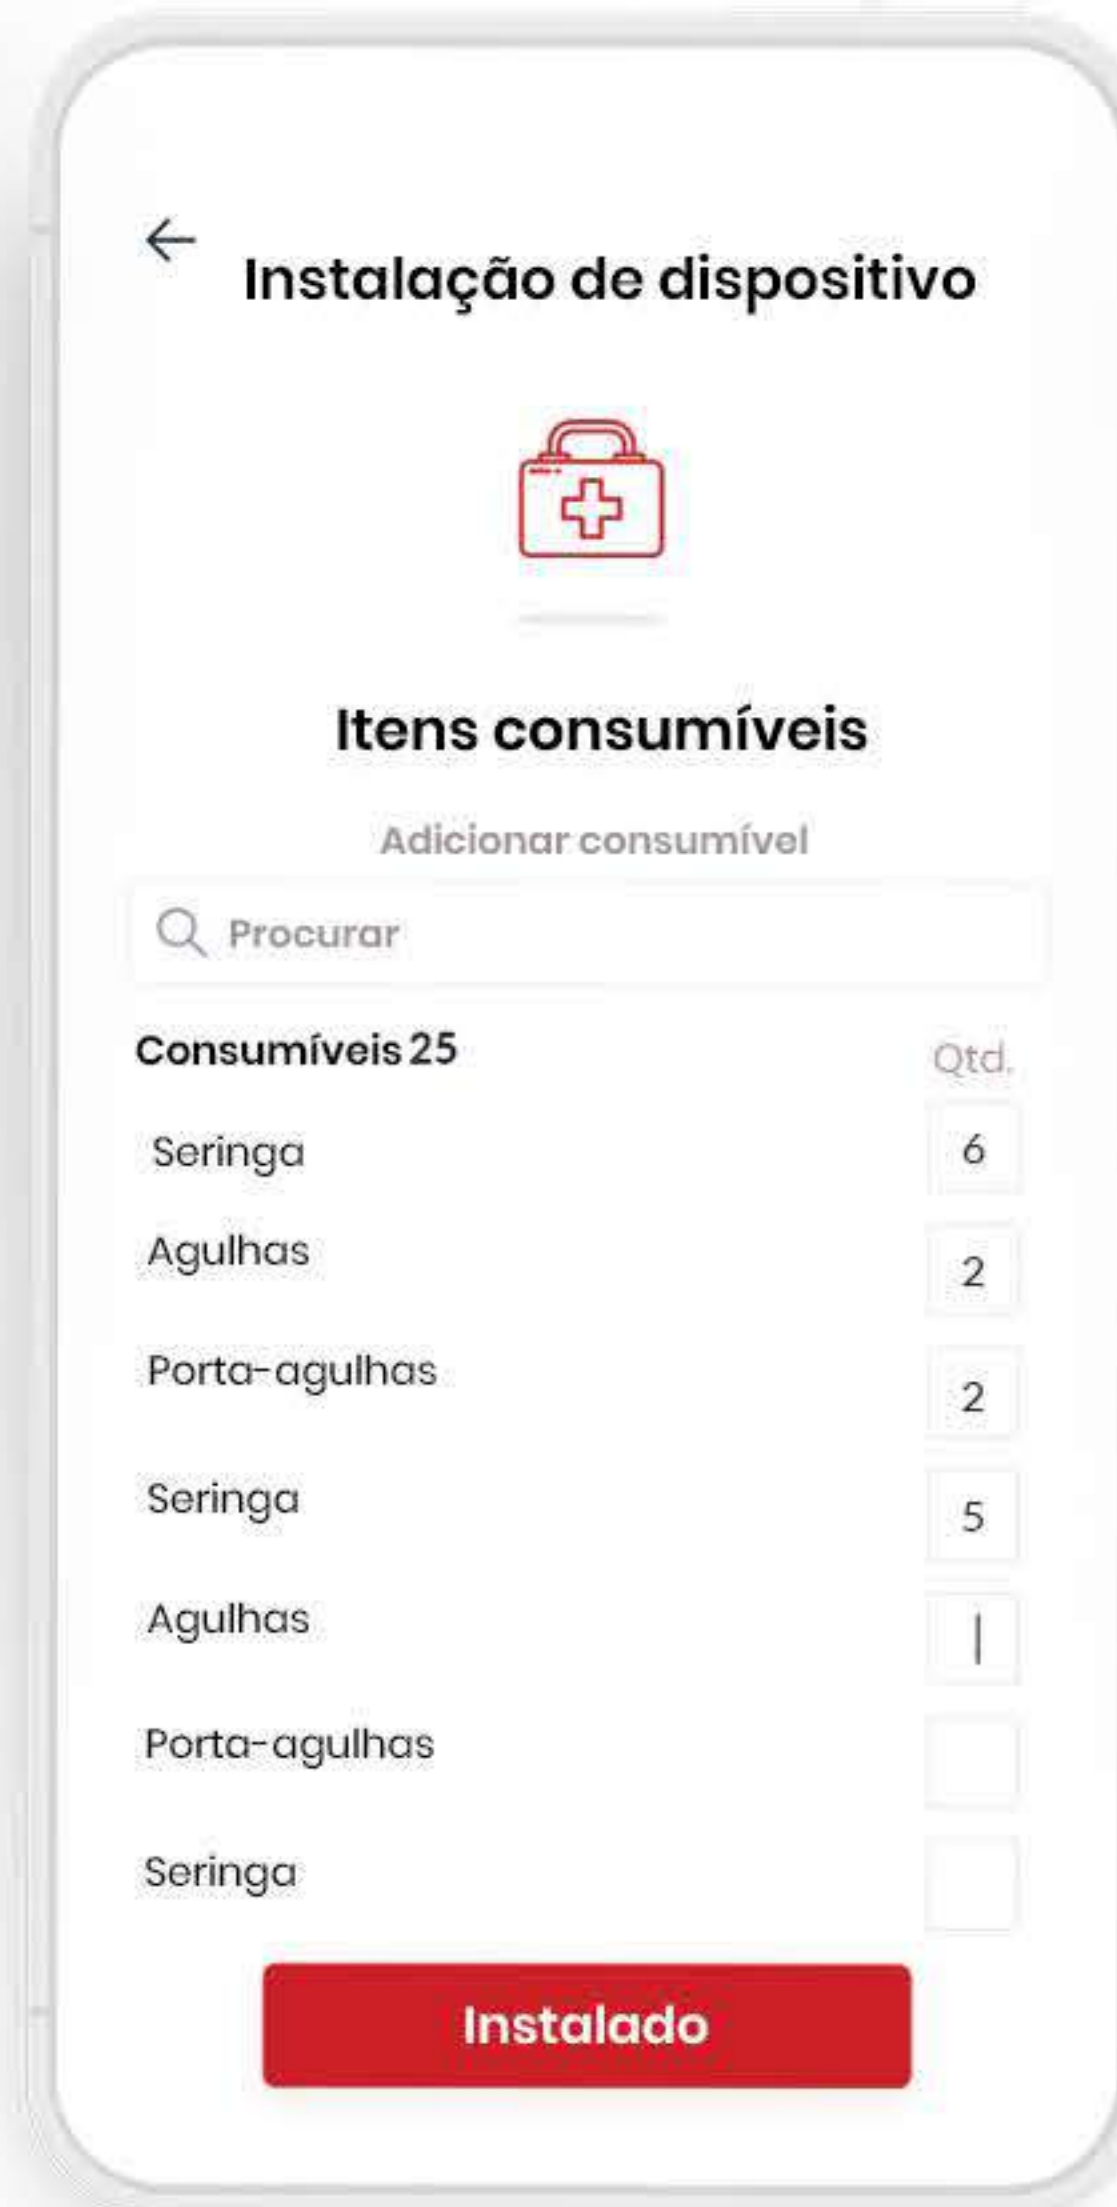 Instalação de dispositivo
Itens consumíveis
Adicionar consumível
Procurar
Consumíveis 25 Qtd.
Seringa 6
Agulhas 2
Porta-agulhas 2
Seringa 5
Agulhas
Porta-agulhas
Seringa
Instalado